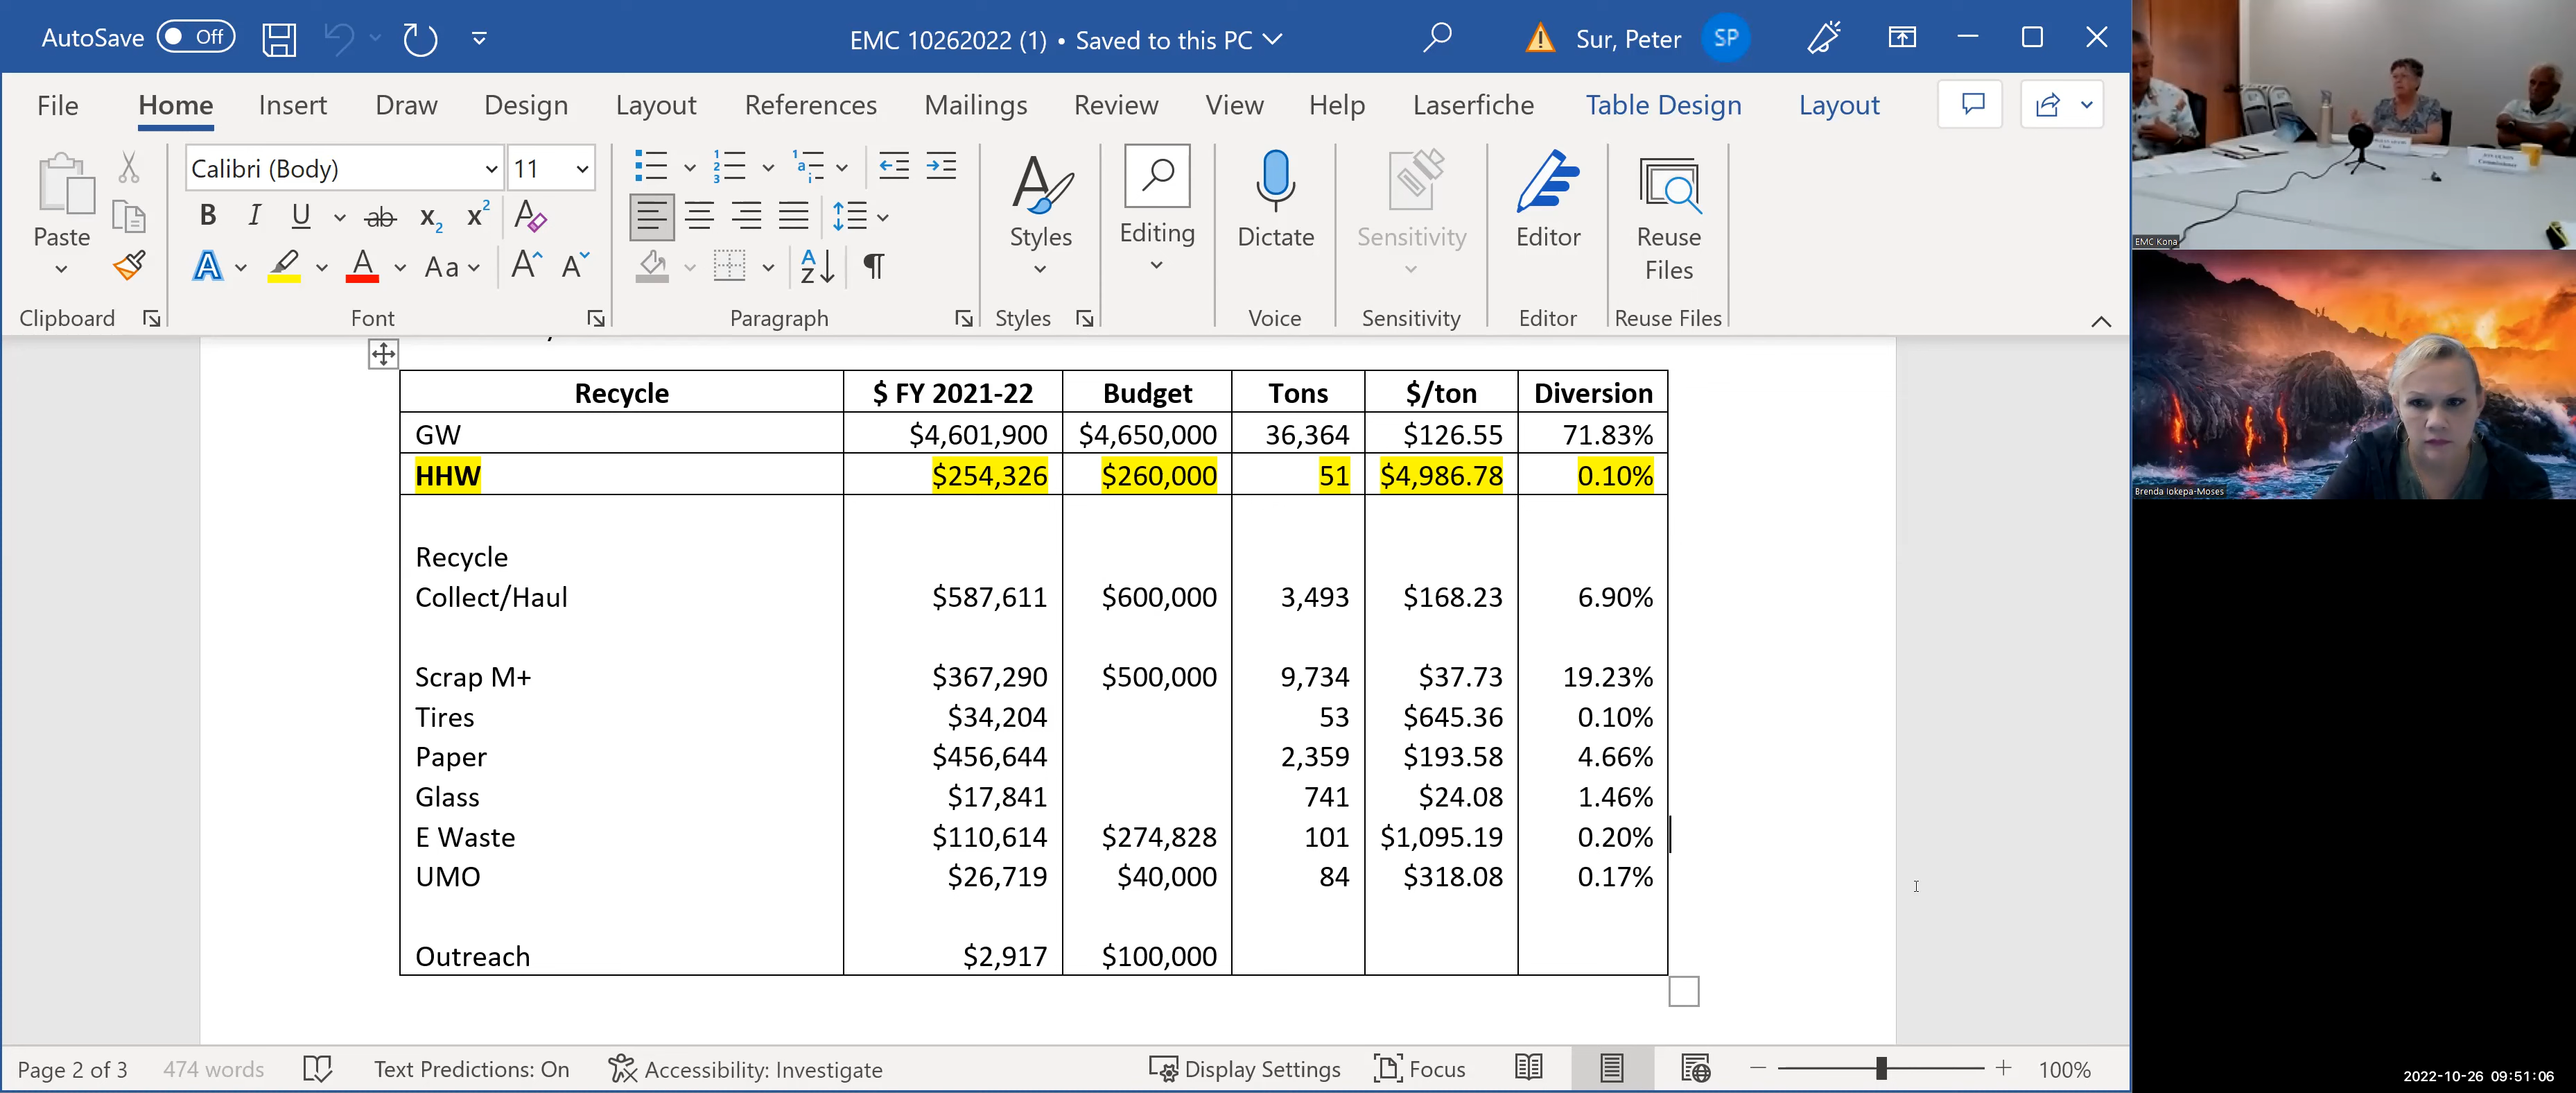 AutoSave Off EMC 10262022 (1) • Saved to this PC Sur, Peter SP
File Home Insert Draw Design Layout References Mailings Review View Help Laserfiche Table Design Layout
Calibri (Body) 11
Paste
B I U ab x₂ x² A
A A Aa A A
Styles Editing Dictate Sensitivity Editor Reuse Files
Clipboard Font Paragraph Styles Voice Sensitivity Editor Reuse Files
Recycle $ FY 2021-22 Budget Tons $/ton Diversion
GW $4,601,900 $4,650,000 36,364 $126.55 71.83%
HHW $254,326 $260,000 51 $4,986.78 0.10%
Recycle
Collect/Haul $587,611 $600,000 3,493 $168.23 6.90%
Scrap M+ $367,290 $500,000 9,734 $37.73 19.23%
Tires $34,204 53 $645.36 0.10%
Paper $456,644 2,359 $193.58 4.66%
Glass $17,841 741 $24.08 1.46%
E Waste $110,614 $274,828 101 $1,095.19 0.20%
UMO $26,719 $40,000 84 $318.08 0.17%
Outreach $2,917 $100,000
Page 2 of 3 474 words Text Predictions: On Accessibility: Investigate Display Settings Focus 100%
EMC Kona
Brenda Iokepa-Moses
2022-10-26 09:51:06